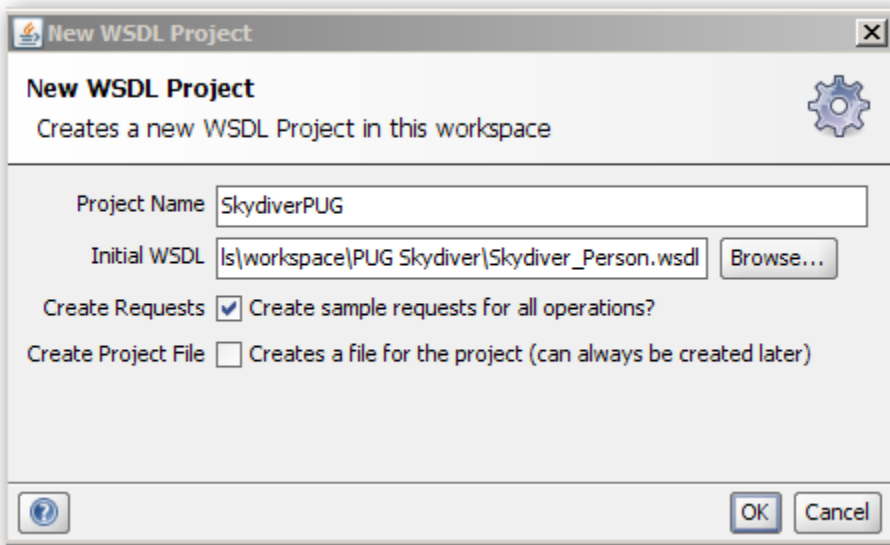 New WSDL Project
New WSDL Project
Creates a new WSDL Project in this workspace
Project Name SkydiverPUG
Initial WSDL ls\workspace\PUG Skydiver\Skydiver_Person.wsdl Browse...
Create Requests Create sample requests for all operations?
Create Project File Creates a file for the project (can always be created later)
? OK Cancel